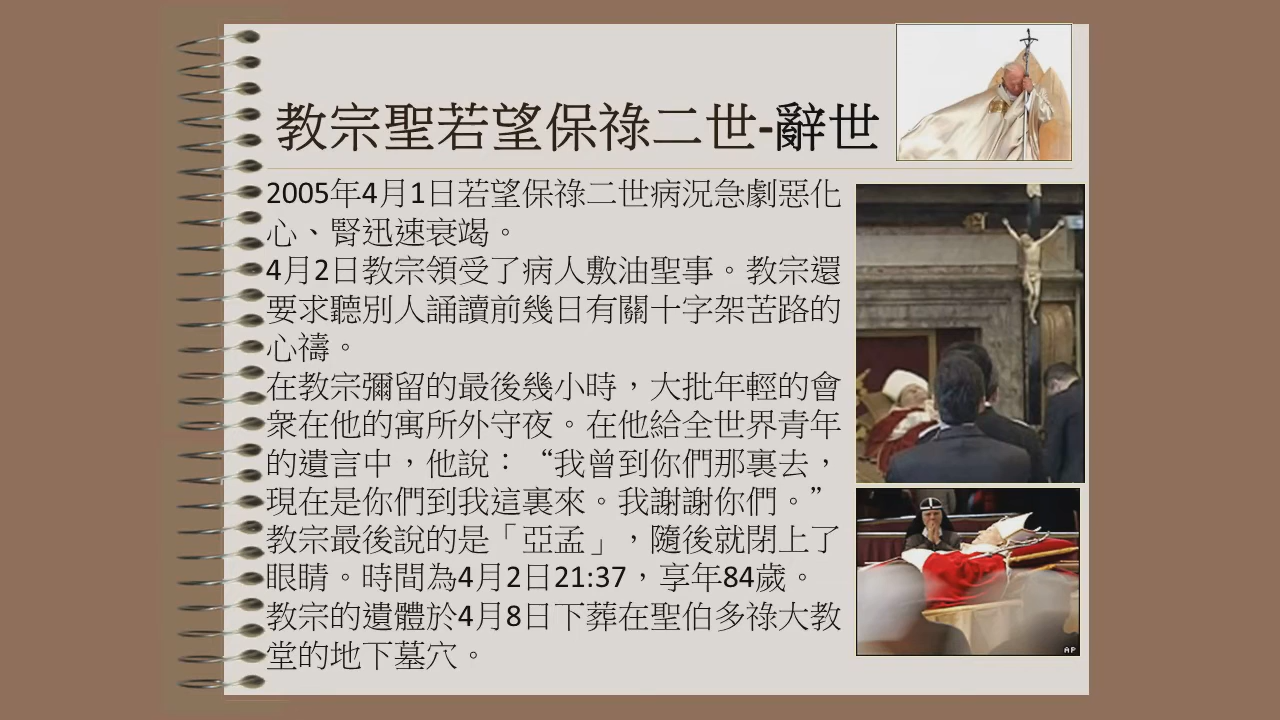 教宗聖若望保祿二世-辭世
2005年4月1日若望保祿二世病況急劇惡化
心、腎迅速衰竭。
4月2日教宗領受了病人敷油聖事。教宗還
要求聽別人誦讀前幾日有關十字架苦路的
心禱。
在教宗彌留的最後幾小時，大批年輕的會
衆在他的寓所外守夜。在他給全世界青年
的遺言中，他說：“我曾到你們那裏去，
現在是你們到我這裏來。我謝謝你們。”
教宗最後說的是「亞孟」，隨後就閉上了
眼睛。時間為4月2日21:37，享年84歲。
教宗的遺體於4月8日下葬在聖伯多祿大教
堂的地下墓穴。
AP